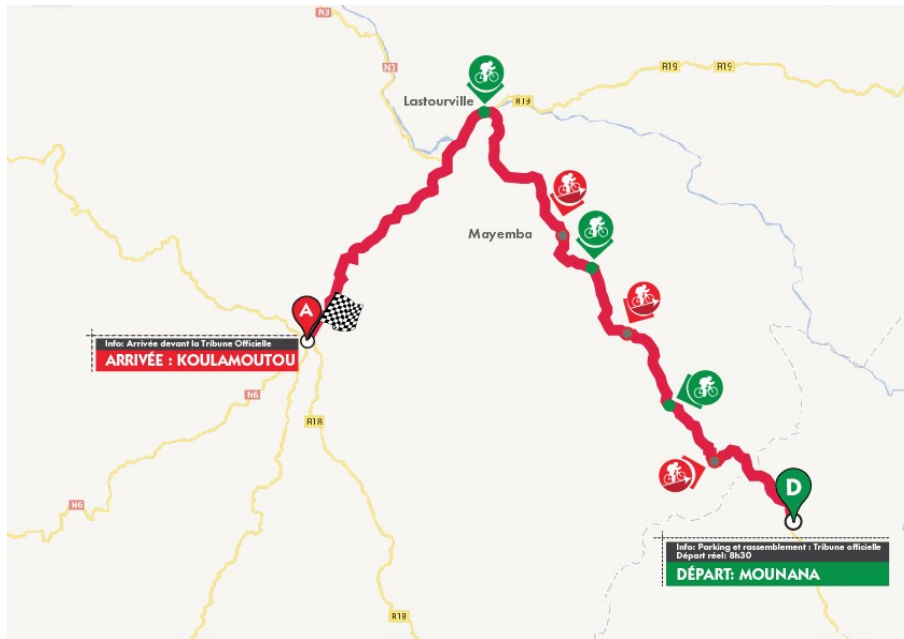 N3
R19
R19
N3
Lastourville
R19
Mayemba
A
Info: Arrivée devant la Tribune Officielle
ARRIVÉE : KOULAMOUTOU
N6
R18
D
N6
Info: Parking et rassemblement : Tribune officielle
Départ réel: 8h30
DÉPART: MOUNANA
R18